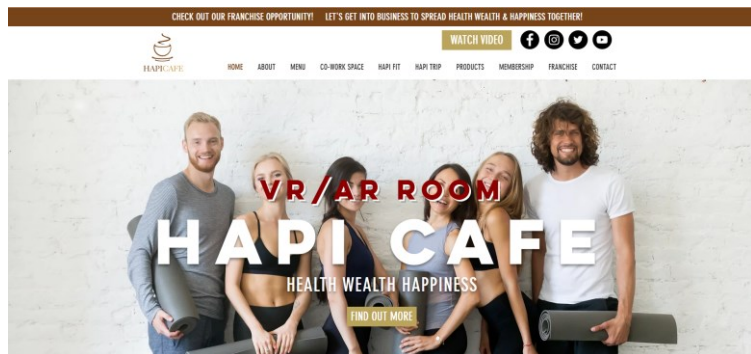 CHECK OUT OUR FRANCHISE OPPORTUNITY! LET'S GET INTO BUSINESS TO SPREAD HEALTH WEALTH & HAPPINESS TOGETHER!
WATCH VIDEO
HAPICAFE
HOME ABOUT MENU CO-WORK SPACE HAPI FIT HAPI TRIP PRODUCTS MEMBERSHIP FRANCHISE CONTACT
VR/AR ROOM
HAPI CAFE
HEALTH WEALTH HAPPINESS
FIND OUT MORE